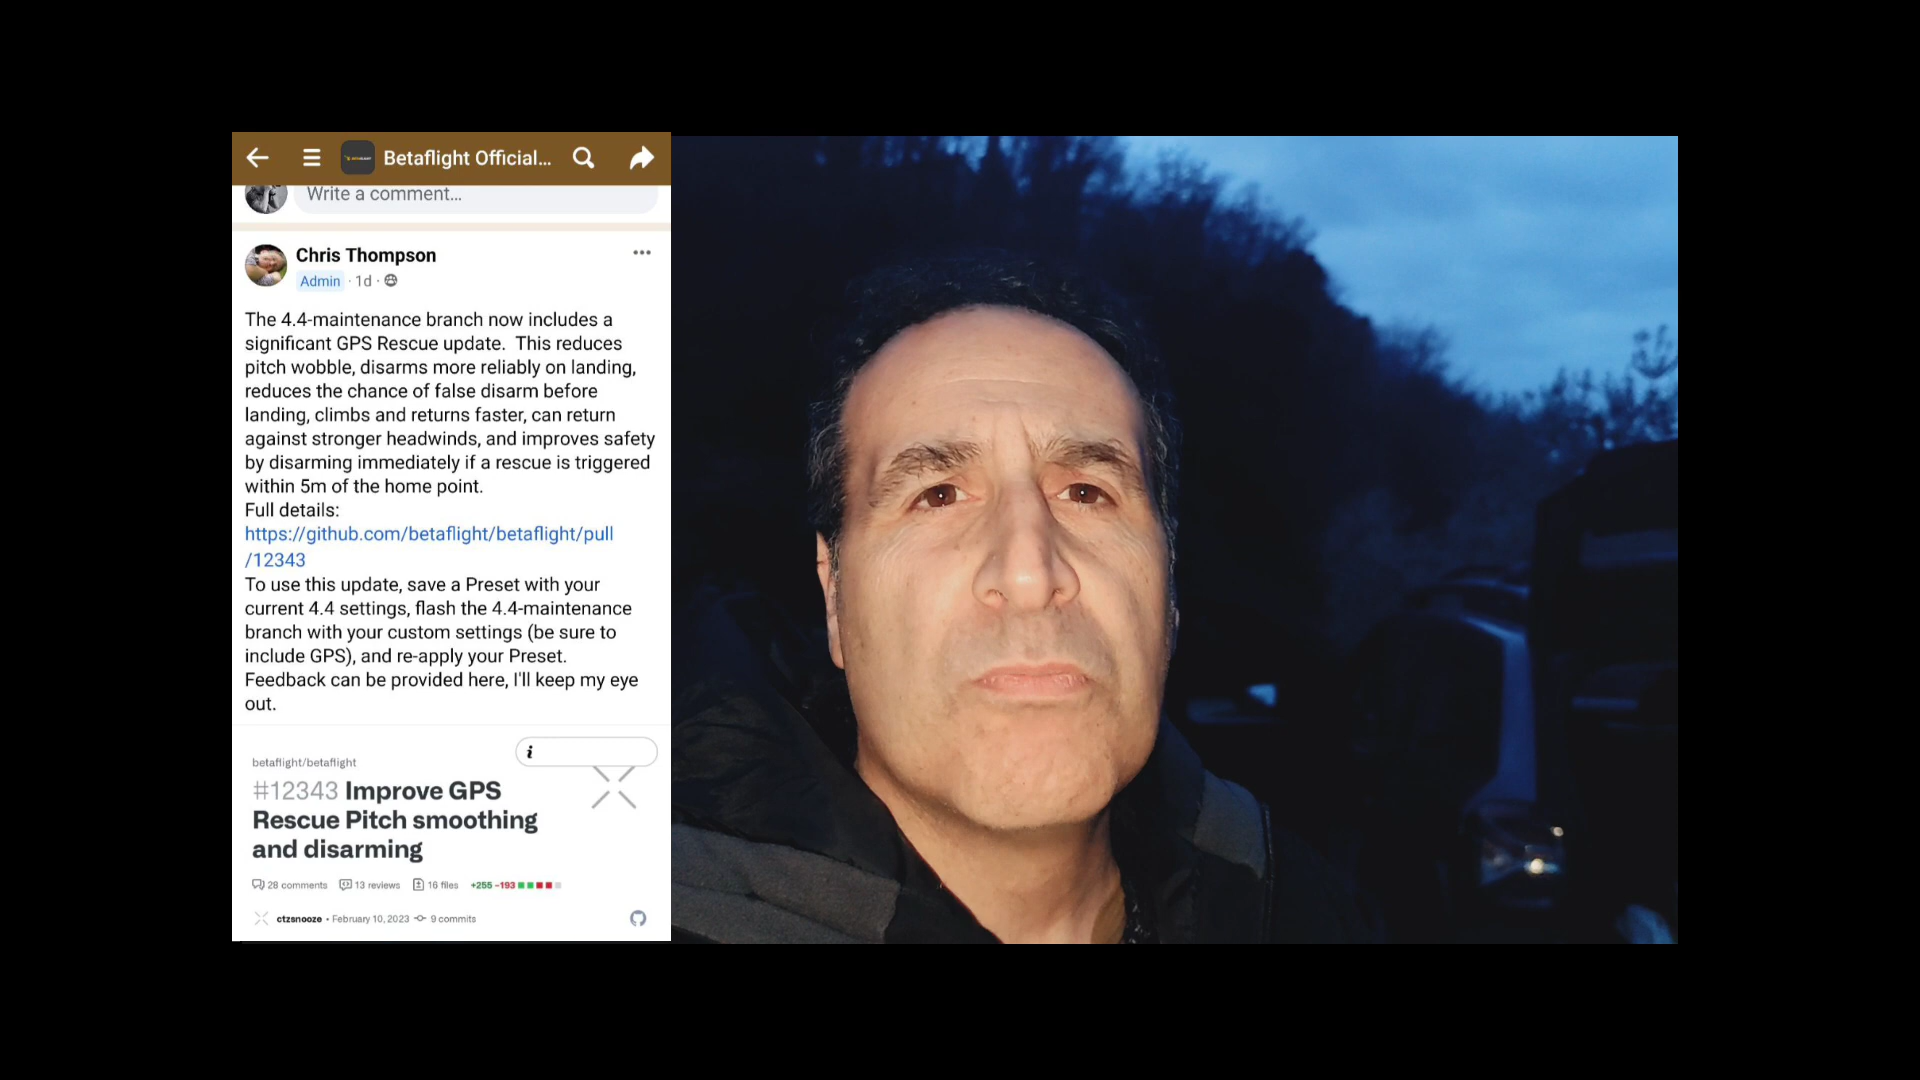 Betaflight Official...
Write a comment...
Chris Thompson
Admin · 1d ·
The 4.4-maintenance branch now includes a
significant GPS Rescue update.  This reduces
pitch wobble, disarms more reliably on landing,
reduces the chance of false disarm before
landing, climbs and returns faster, can return
against stronger headwinds, and improves safety
by disarming immediately if a rescue is triggered
within 5m of the home point.
Full details:
https://github.com/betaflight/betaflight/pull
/12343
To use this update, save a Preset with your
current 4.4 settings, flash the 4.4-maintenance
branch with your custom settings (be sure to
include GPS), and re-apply your Preset.
Feedback can be provided here, I'll keep my eye
out.
i
betaflight/betaflight
#12343 Improve GPS
Rescue Pitch smoothing
and disarming
28 comments 13 reviews 16 files +255 -193
ctzsnooze • February 10, 2023 9 commits